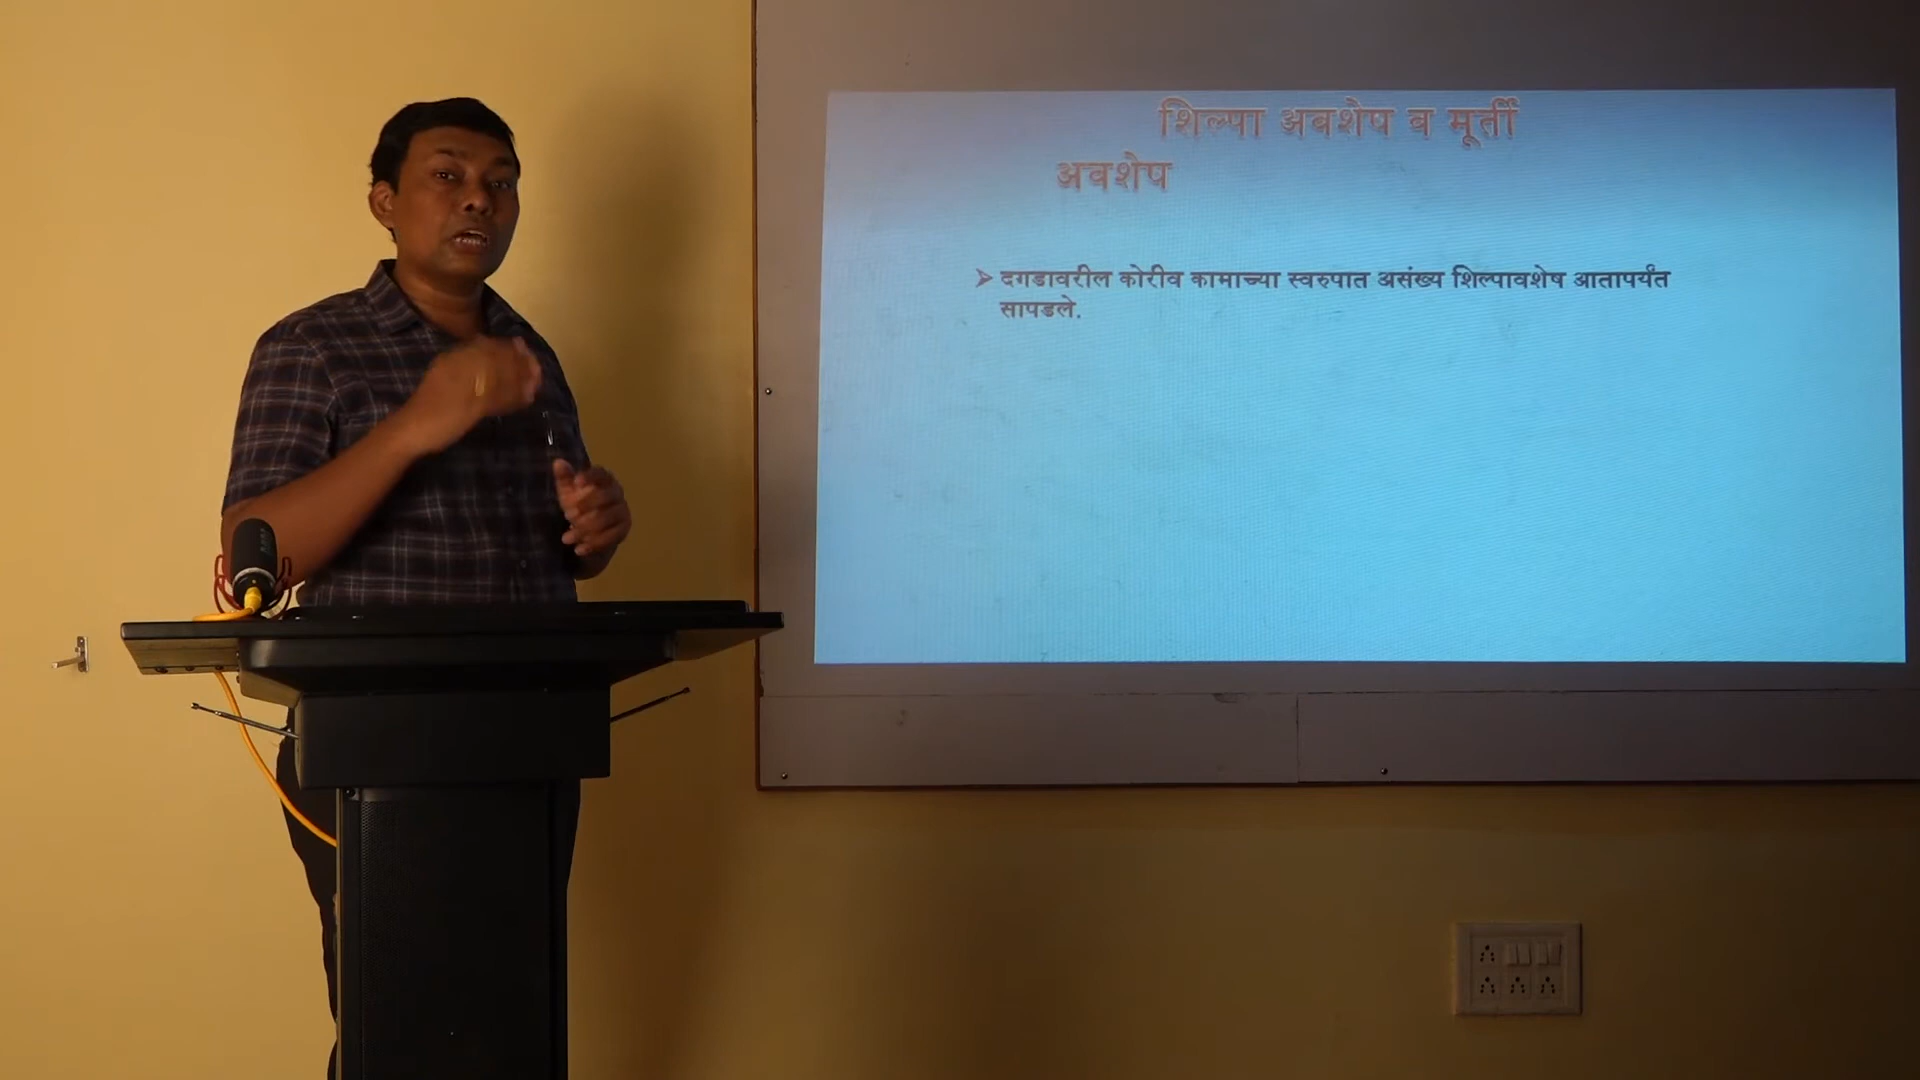 शिल्पा अवशेष व मूर्ती
अवशेष
➢ दगडावरील कोरीव कामाच्या स्वरुपात असंख्य शिल्पावशेष आतापर्यंत
सापडले.